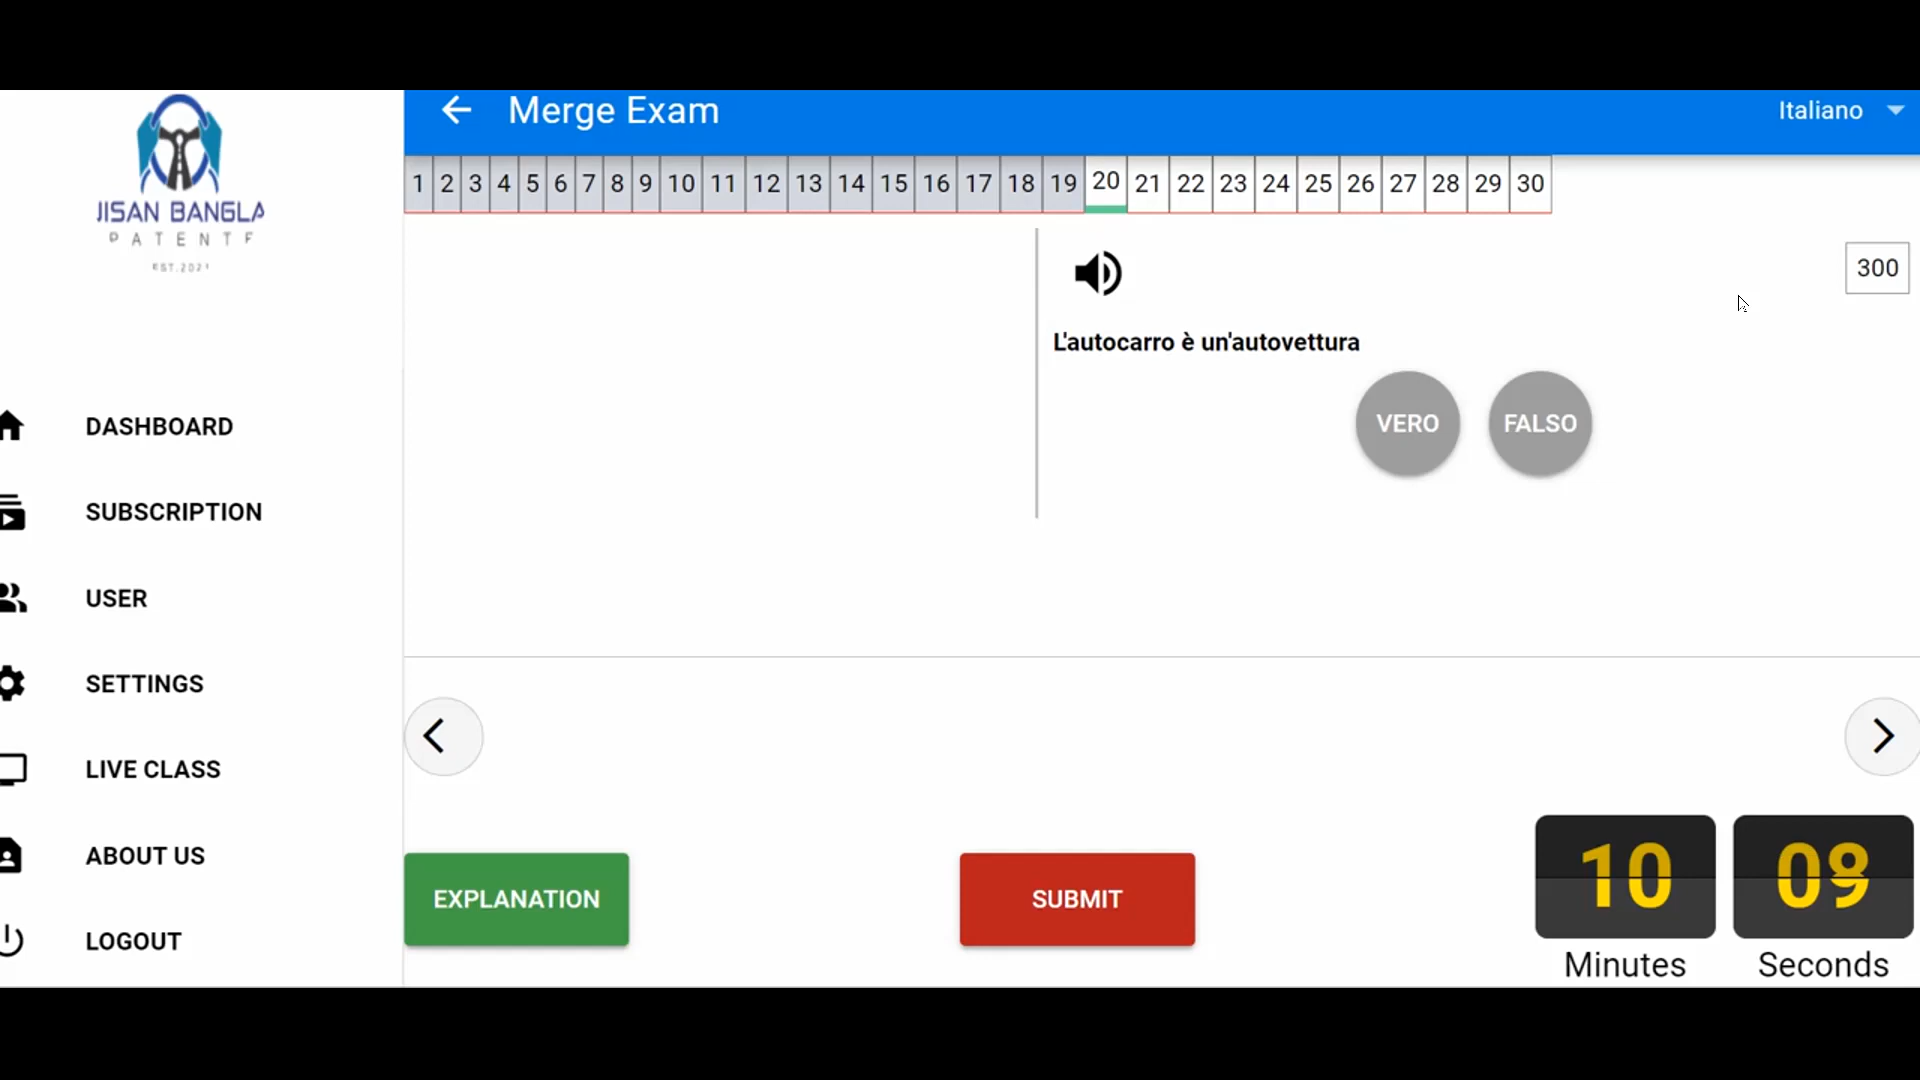 Merge Exam
Italiano
1 2 3 4 5 6 7 8 9 10 11 12 13 14 15 16 17 18 19 20 21 22 23 24 25 26 27 28 29 30
JISAN BANGLA
PATENTE
EST.2021
300
L'autocarro è un'autovettura
VERO FALSO
DASHBOARD
SUBSCRIPTION
USER
SETTINGS
LIVE CLASS
ABOUT US
LOGOUT
EXPLANATION
SUBMIT
10
Minutes Seconds